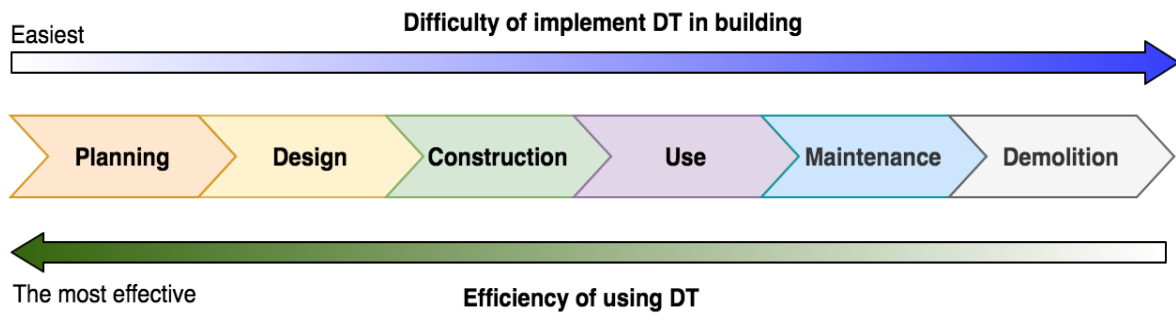 Difficulty of implement DT in building
Easiest
Planning
Design
Construction
Use
Maintenance
Demolition
The most effective
Efficiency of using DT